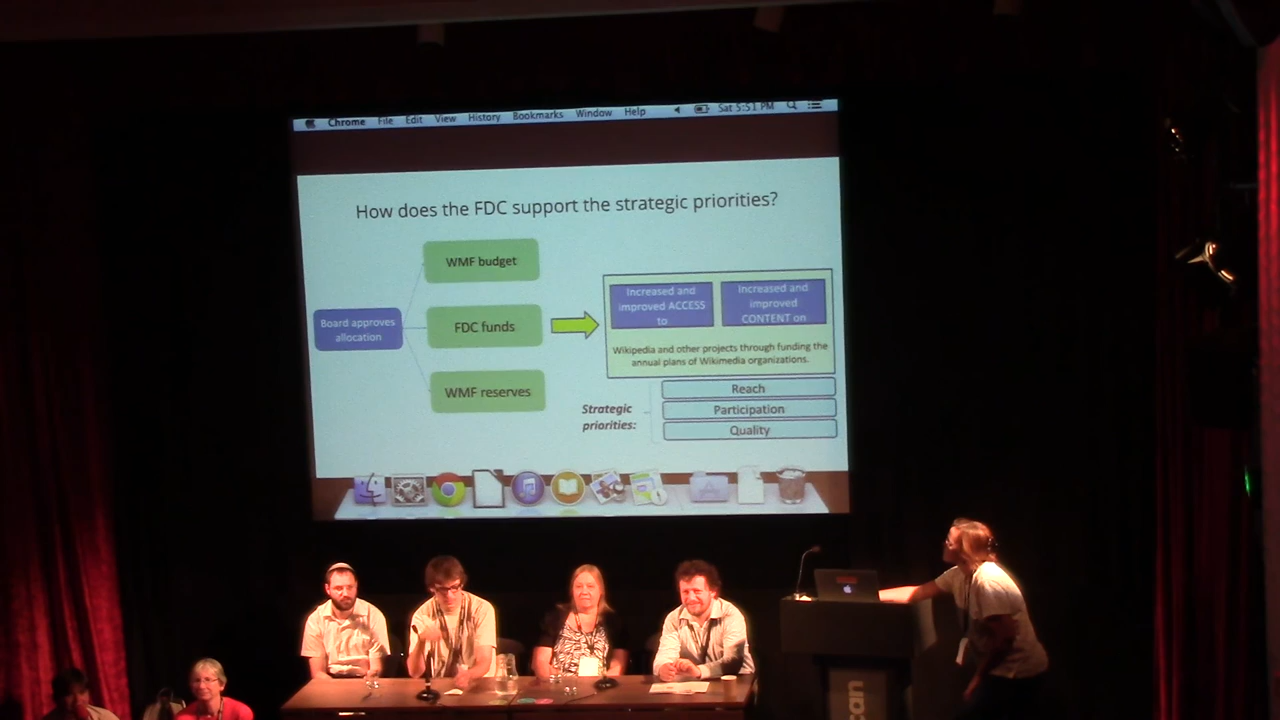 Chrome File Edit View History Bookmarks Window Help Sat 5:51 PM
How does the FDC support the strategic priorities?
WMF budget
Board approves
allocation
FDC funds
WMF reserves
Increased and
improved ACCESS
to
Increased and
improved
CONTENT on
Wikipedia and other projects through funding the
annual plans of Wikimedia organizations.
Strategic
priorities:
Reach
Participation
Quality
can